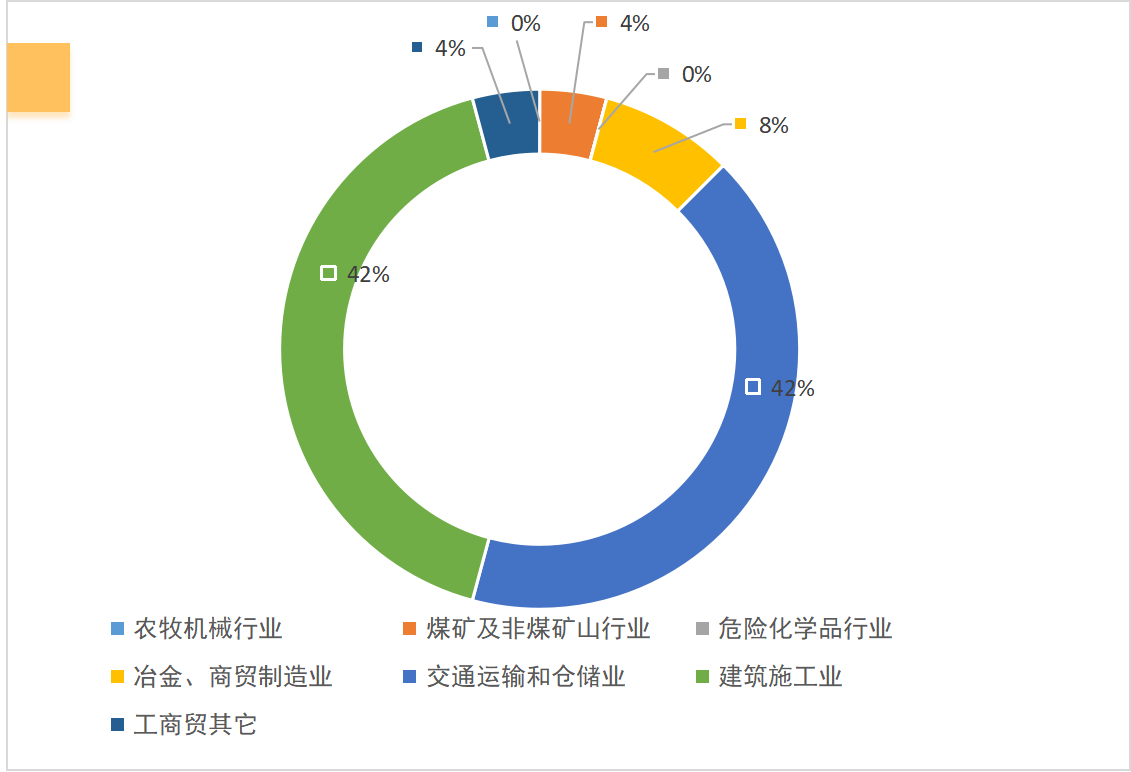 0%
4%
4%
0%
8%
42%
42%
农牧机械行业
煤矿及非煤矿山行业
危险化学品行业
冶金、商贸制造业
交通运输和仓储业
建筑施工业
工商贸其它